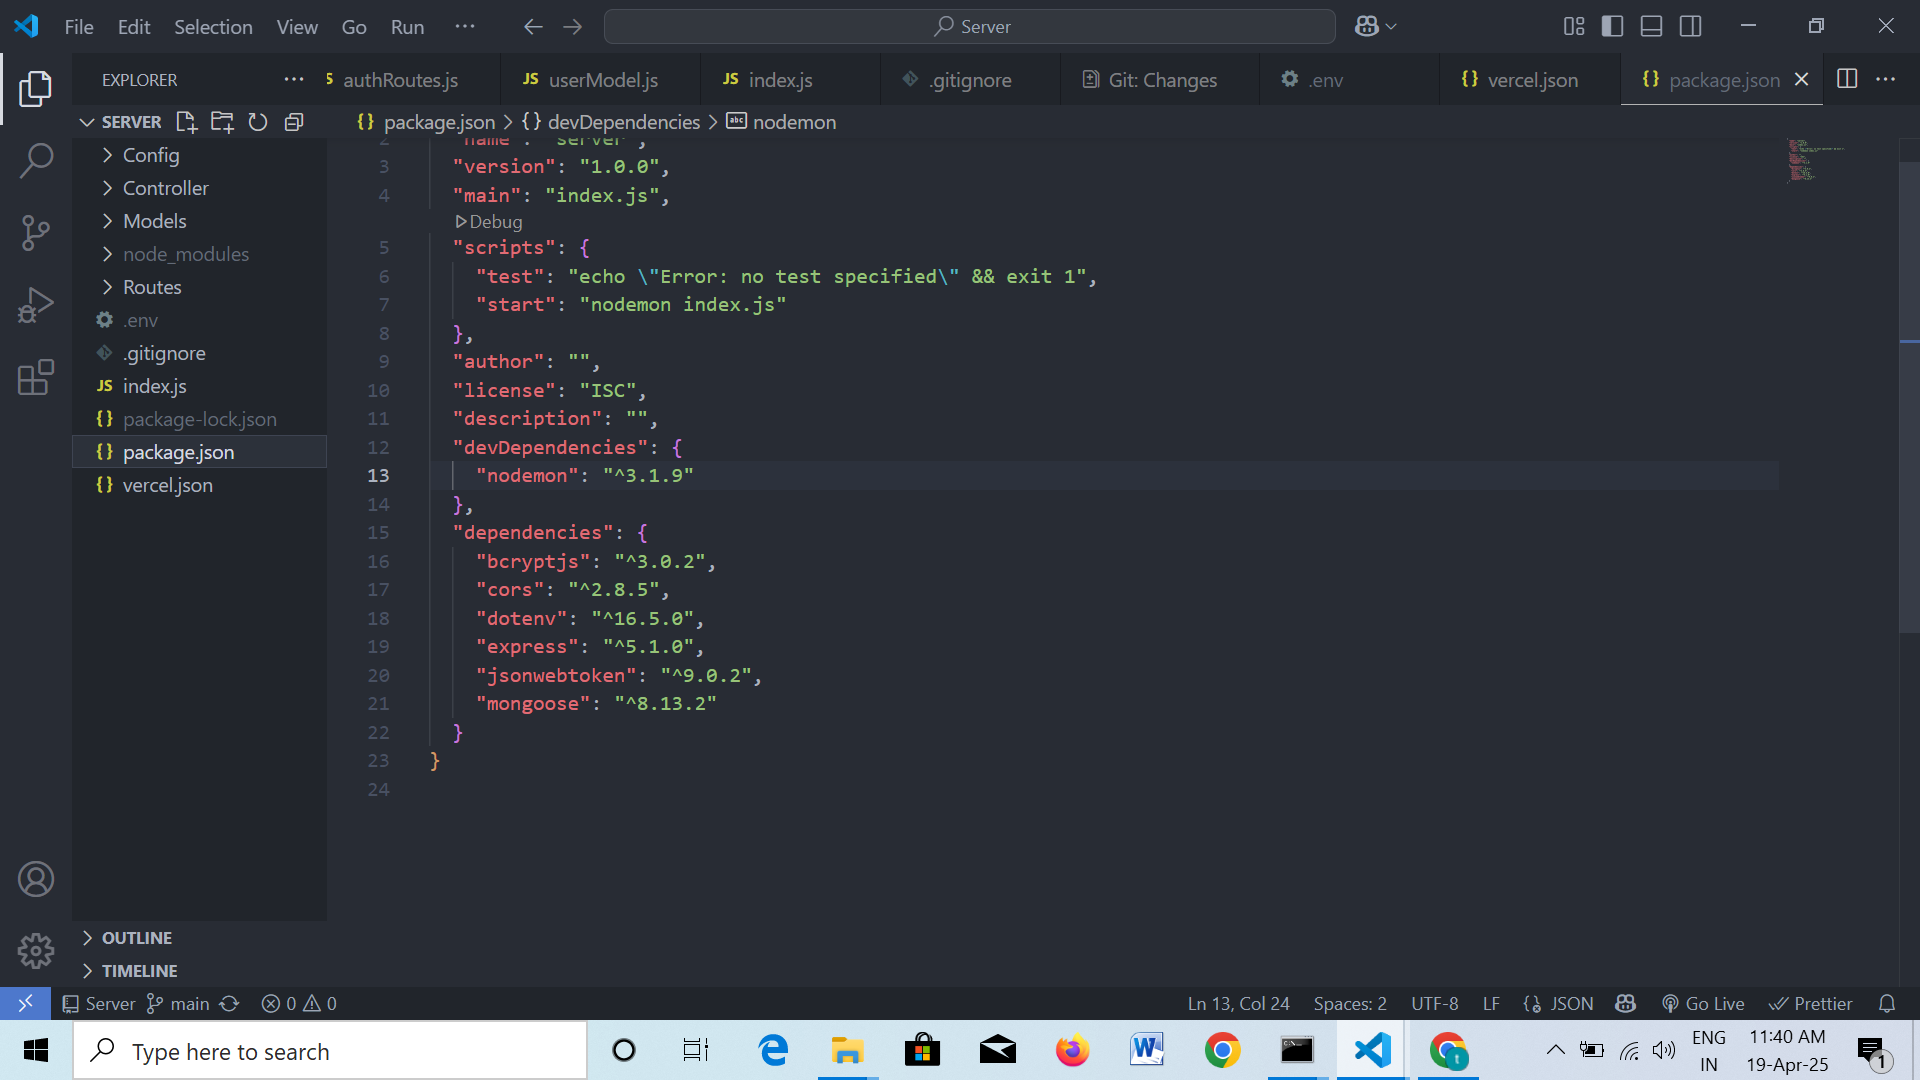 File Edit Selection View Go Run ··· Server
EXPLORER ··· S authRoutes.js JS userModel.js JS index.js .gitignore Git: Changes .env {} vercel.json {} package.json
SERVER
{} package.json > {} devDependencies > abc nodemon
Config
Controller
Models
node_modules
Routes
.env
.gitignore
JS index.js
{} package-lock.json
{} package.json
{} vercel.json
OUTLINE
TIMELINE
2 "name": "server",
3 "version": "1.0.0",
4 "main": "index.js",
Debug
5 "scripts": {
6 "test": "echo \"Error: no test specified\" && exit 1",
7 "start": "nodemon index.js"
8 },
9 "author": "",
10 "license": "ISC",
11 "description": "",
12 "devDependencies": {
13 "nodemon": "^3.1.9"
14 },
15 "dependencies": {
16 "bcryptjs": "^3.0.2",
17 "cors": "^2.8.5",
18 "dotenv": "^16.5.0",
19 "express": "^5.1.0",
20 "jsonwebtoken": "^9.0.2",
21 "mongoose": "^8.13.2"
22 }
23 }
24
Server main 0 0 Ln 13, Col 24 Spaces: 2 UTF-8 LF JSON Go Live Prettier
Type here to search
ENG 11:40 AM
IN 19-Apr-25 1